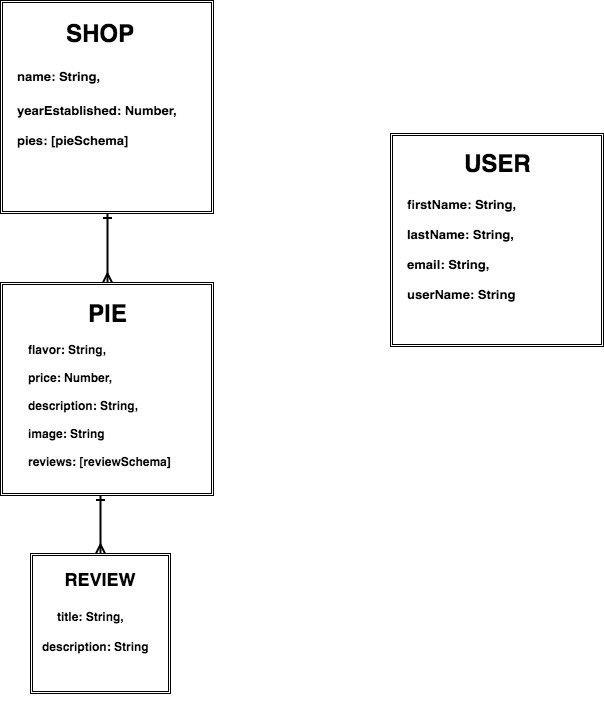 SHOP
name: String,
yearEstablished: Number,
pies: [pieSchema]
USER
firstName: String,
lastName: String,
email: String,
userName: String
PIE
flavor: String,
price: Number,
description: String,
image: String
reviews: [reviewSchema]
REVIEW
title: String,
description: String